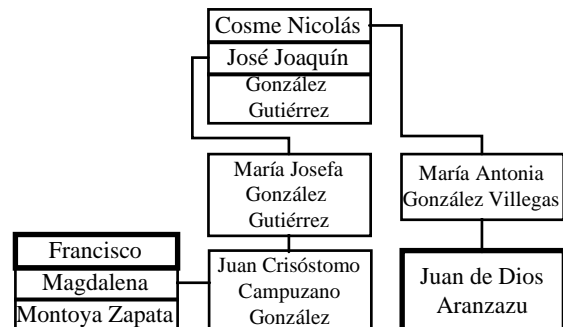 Cosme Nicolás
José Joaquín
González
Gutiérrez
María Josefa
González
Gutiérrez
María Antonia
González Villegas
Francisco
Magdalena
Montoya Zapata
Juan Crisóstomo
Campuzano
González
Juan de Dios
Aranzazu